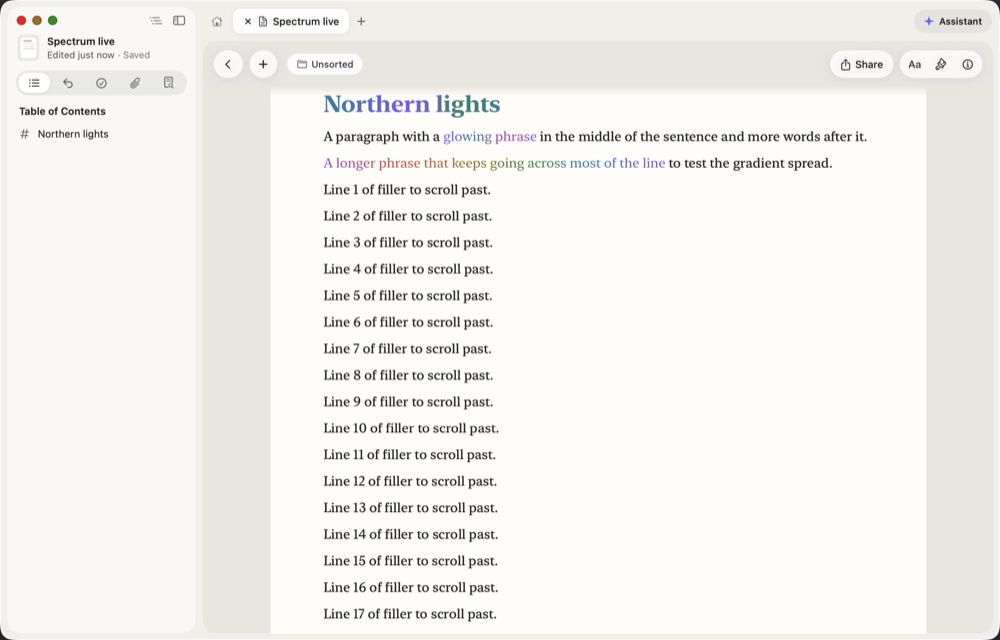 Spectrum live
Edited just now · Saved
Table of Contents
# Northern lights
Spectrum live
Assistant
Unsorted
Share
Aa
Northern lights
A paragraph with a glowing phrase in the middle of the sentence and more words after it.
A longer phrase that keeps going across most of the line to test the gradient spread.
Line 1 of filler to scroll past.
Line 2 of filler to scroll past.
Line 3 of filler to scroll past.
Line 4 of filler to scroll past.
Line 5 of filler to scroll past.
Line 6 of filler to scroll past.
Line 7 of filler to scroll past.
Line 8 of filler to scroll past.
Line 9 of filler to scroll past.
Line 10 of filler to scroll past.
Line 11 of filler to scroll past.
Line 12 of filler to scroll past.
Line 13 of filler to scroll past.
Line 14 of filler to scroll past.
Line 15 of filler to scroll past.
Line 16 of filler to scroll past.
Line 17 of filler to scroll past.